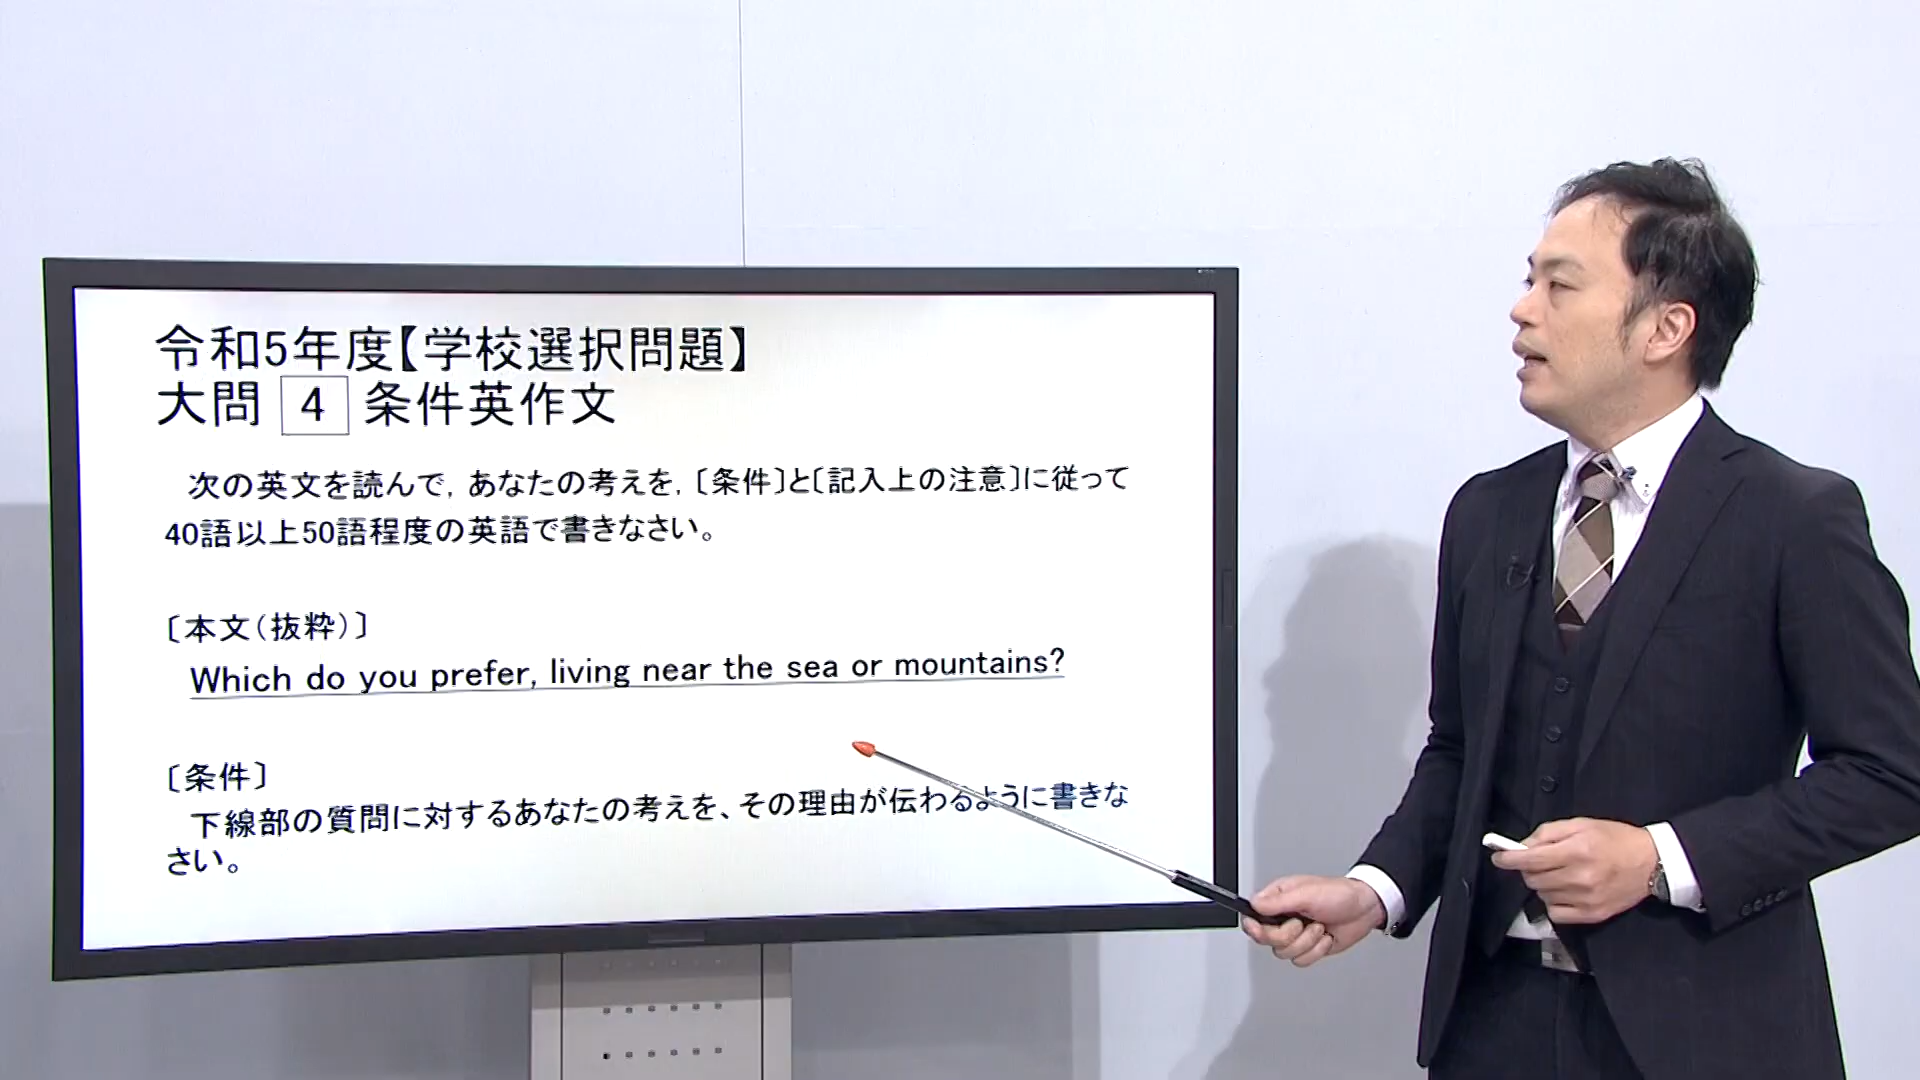 令和5年度【学校選択問題】
大問 4 条件英作文
次の英文を読んで，あなたの考えを，〔条件〕と〔記入上の注意〕に従って
40語以上50語程度の英語で書きなさい。
〔本文（抜粋）〕
Which do you prefer, living near the sea or mountains?
〔条件〕
下線部の質問に対するあなたの考えを、その理由が伝わるように書きな
さい。